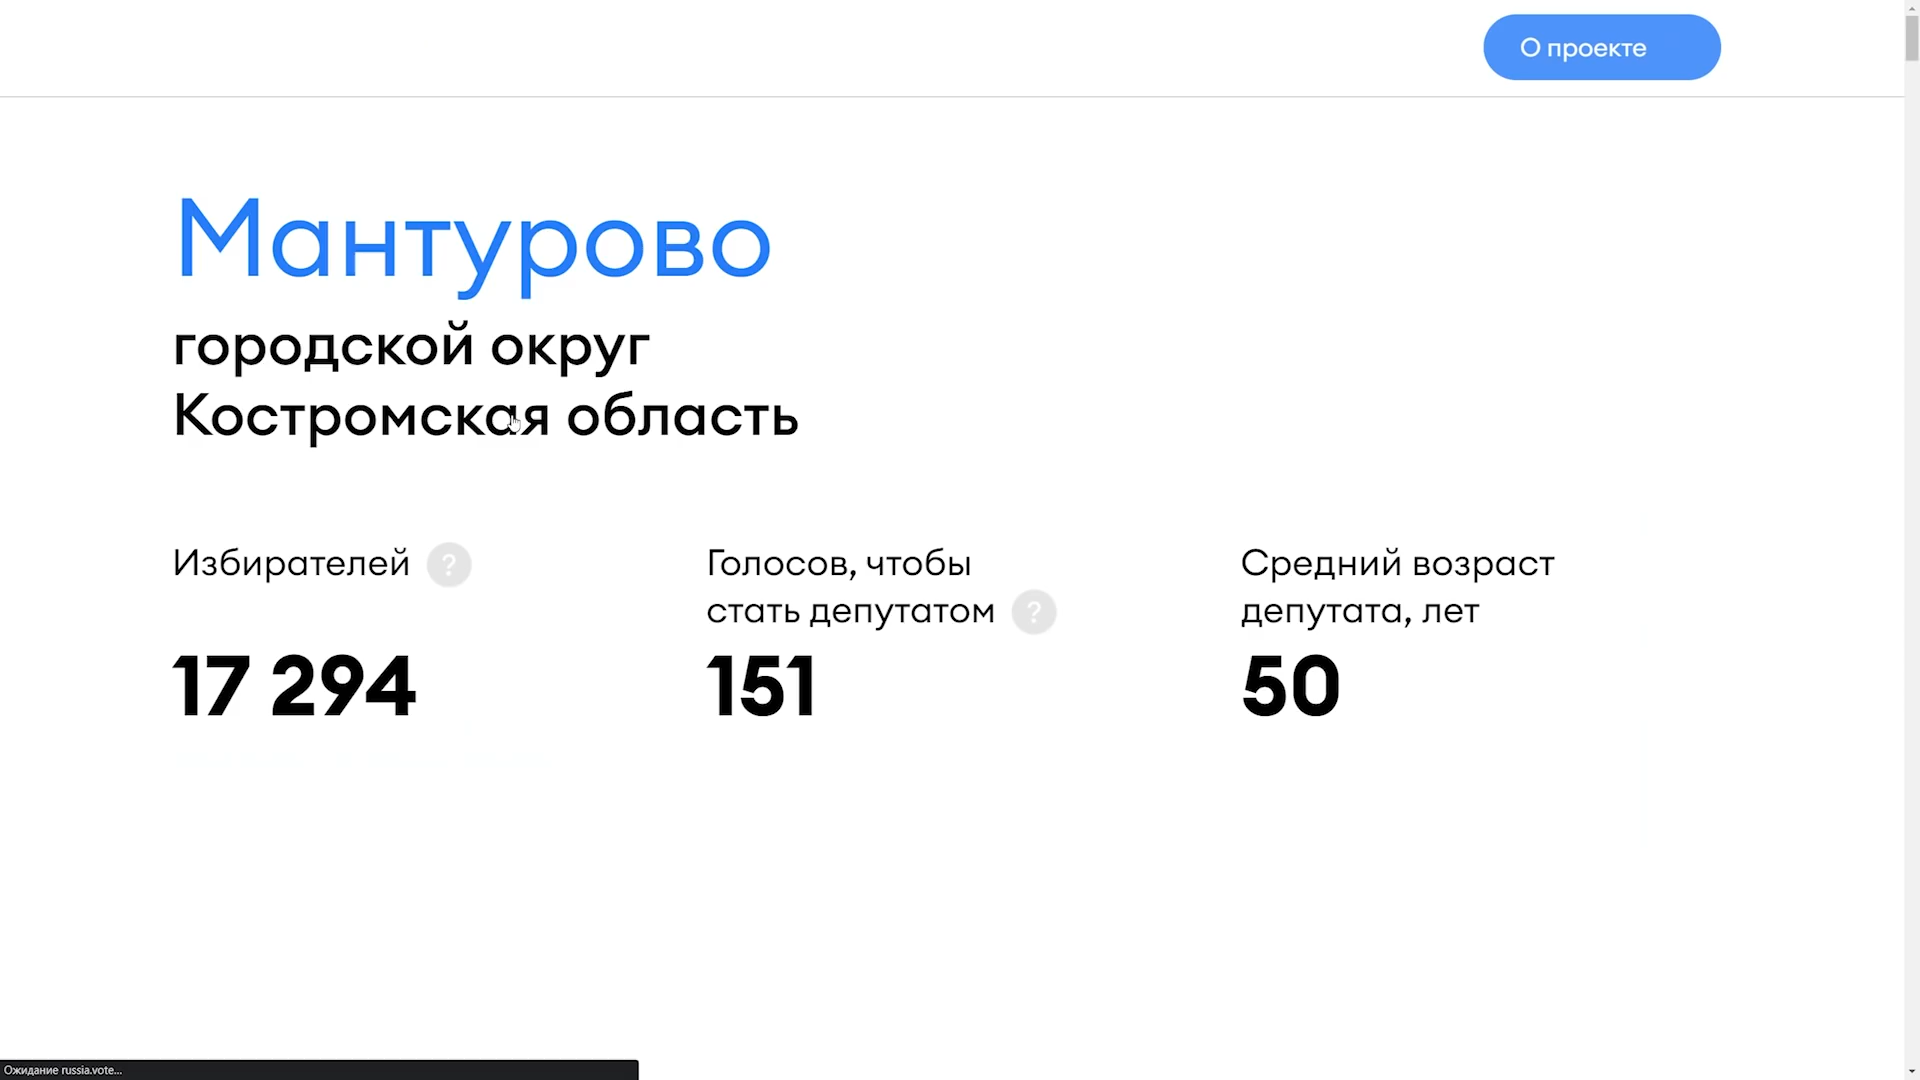 О проекте
Мантурово
городской округ
Костромская область
Избирателей ?
17 294
Голосов, чтобы
стать депутатом ?
151
Средний возраст
депутата, лет
50
Ожидание russia.vote...